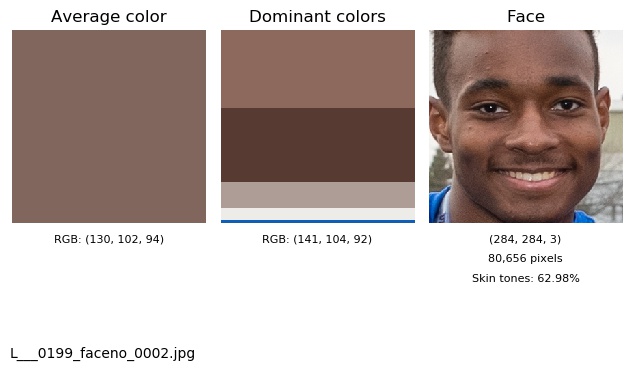 Average color
Dominant colors
Face
RGB: (130, 102, 94)
RGB: (141, 104, 92)
(284, 284, 3)
80,656 pixels
Skin tones: 62.98%
L___0199_faceno_0002.jpg